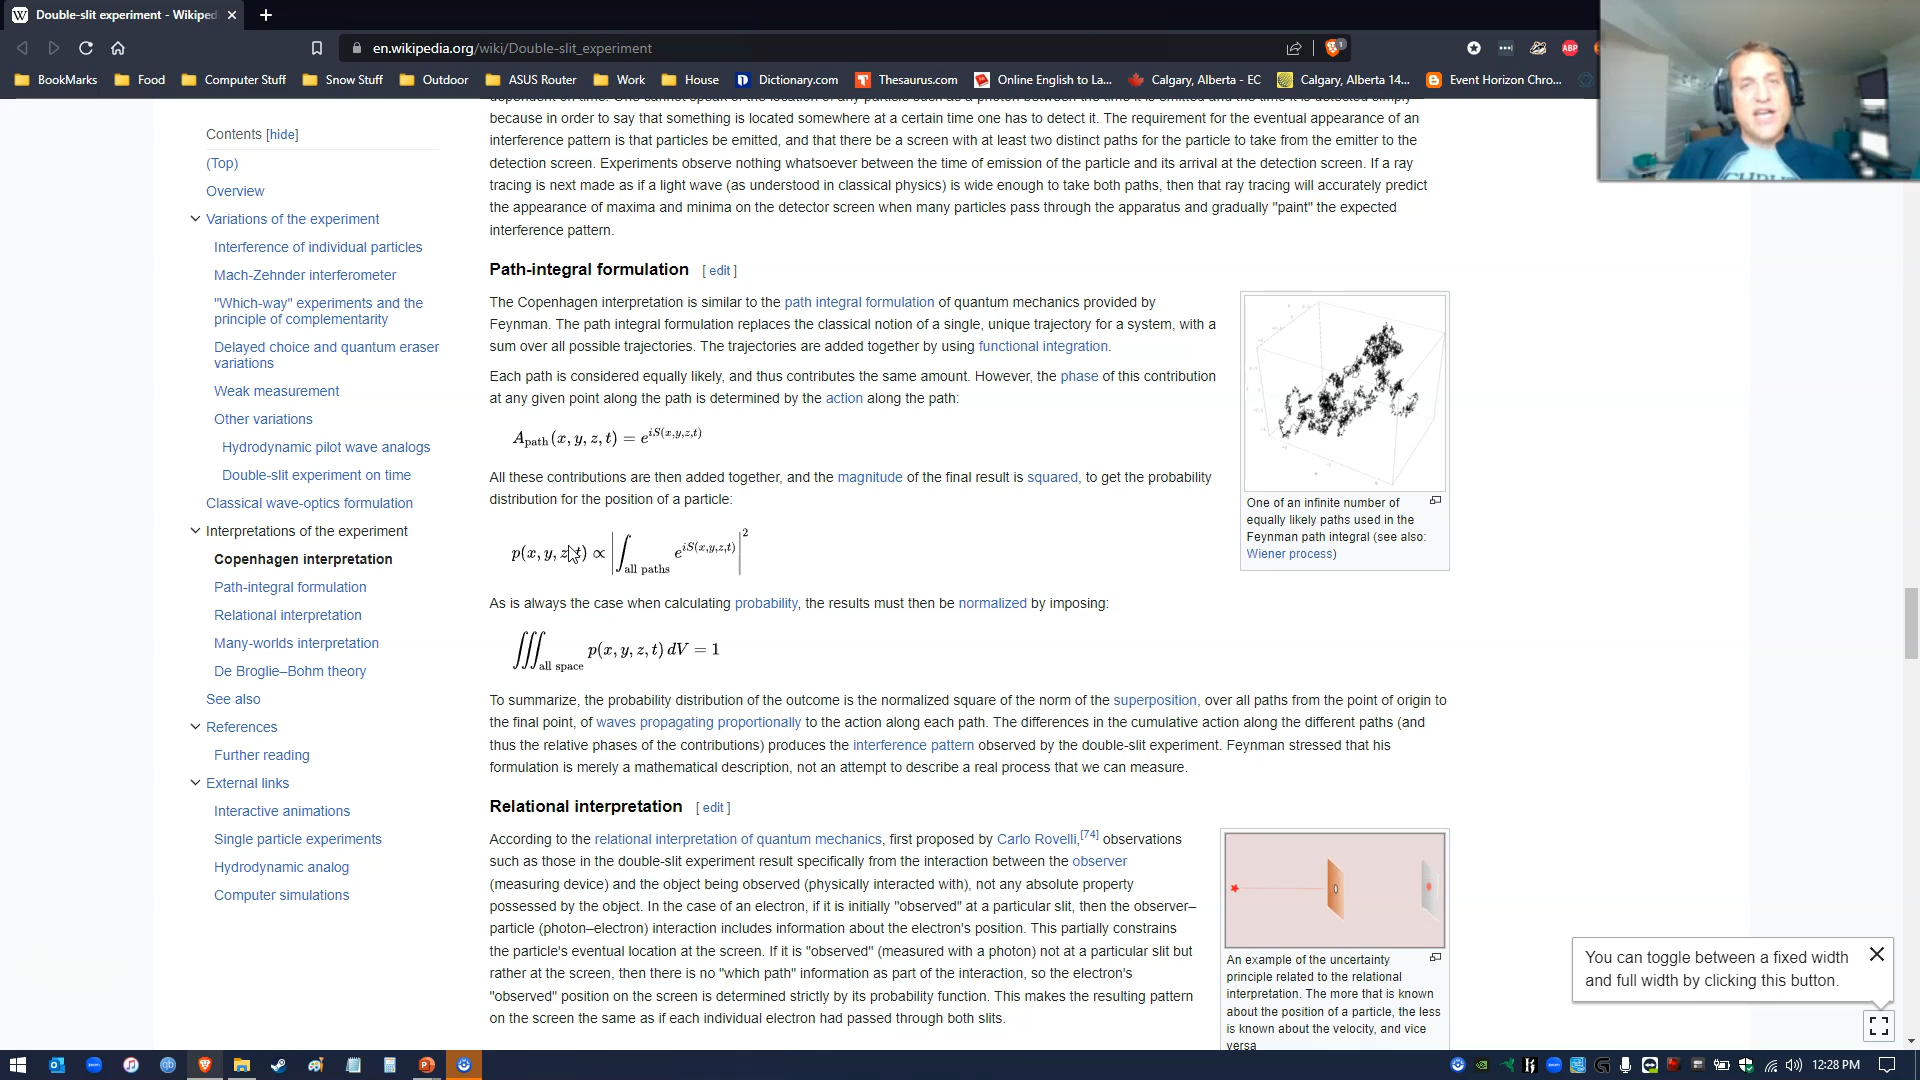 Double-slit experiment - Wikiped
en.wikipedia.org/wiki/Double-slit_experiment
ABP
BookMarks Food Computer Stuff Snow Stuff Outdoor ASUS Router Work House Dictionary.com Thesaurus.com Online English to La... Calgary, Alberta - EC Calgary, Alberta 14... Event Horizon Chro...
Contents [hide]
(Top)
Overview
Variations of the experiment
Interference of individual particles
Mach-Zehnder interferometer
"Which-way" experiments and the
principle of complementarity
Delayed choice and quantum eraser
variations
Weak measurement
Other variations
Hydrodynamic pilot wave analogs
Double-slit experiment on time
Classical wave-optics formulation
Interpretations of the experiment
Copenhagen interpretation
Path-integral formulation
Relational interpretation
Many-worlds interpretation
De Broglie–Bohm theory
See also
References
Further reading
External links
Interactive animations
Single particle experiments
Hydrodynamic analog
Computer simulations
because in order to say that something is located somewhere at a certain time one has to detect it. The requirement for the eventual appearance of an
interference pattern is that particles be emitted, and that there be a screen with at least two distinct paths for the particle to take from the emitter to the
detection screen. Experiments observe nothing whatsoever between the time of emission of the particle and its arrival at the detection screen. If a ray
tracing is next made as if a light wave (as understood in classical physics) is wide enough to take both paths, then that ray tracing will accurately predict
the appearance of maxima and minima on the detector screen when many particles pass through the apparatus and gradually "paint" the expected
interference pattern.
Path-integral formulation [ edit ]
The Copenhagen interpretation is similar to the path integral formulation of quantum mechanics provided by
Feynman. The path integral formulation replaces the classical notion of a single, unique trajectory for a system, with a
sum over all possible trajectories. The trajectories are added together by using functional integration.
Each path is considered equally likely, and thus contributes the same amount. However, the phase of this contribution
at any given point along the path is determined by the action along the path:
A_path(x, y, z, t) = e^{iS(x,y,z,t)}
All these contributions are then added together, and the magnitude of the final result is squared, to get the probability
distribution for the position of a particle:
p(x, y, z, t) ∝ |∫_all paths e^{iS(x,y,z,t)}|²
As is always the case when calculating probability, the results must then be normalized by imposing:
∭_all space p(x, y, z, t) dV = 1
To summarize, the probability distribution of the outcome is the normalized square of the norm of the superposition, over all paths from the point of origin to
the final point, of waves propagating proportionally to the action along each path. The differences in the cumulative action along the different paths (and
thus the relative phases of the contributions) produces the interference pattern observed by the double-slit experiment. Feynman stressed that his
formulation is merely a mathematical description, not an attempt to describe a real process that we can measure.
One of an infinite number of
equally likely paths used in the
Feynman path integral (see also:
Wiener process)
Relational interpretation [ edit ]
According to the relational interpretation of quantum mechanics, first proposed by Carlo Rovelli,[74] observations
such as those in the double-slit experiment result specifically from the interaction between the observer
(measuring device) and the object being observed (physically interacted with), not any absolute property
possessed by the object. In the case of an electron, if it is initially "observed" at a particular slit, then the observer–
particle (photon–electron) interaction includes information about the electron's position. This partially constrains
the particle's eventual location at the screen. If it is "observed" (measured with a photon) not at a particular slit but
rather at the screen, then there is no "which path" information as part of the interaction, so the electron's
"observed" position on the screen is determined strictly by its probability function. This makes the resulting pattern
on the screen the same as if each individual electron had passed through both slits.
An example of the uncertainty
principle related to the relational
interpretation. The more that is known
about the position of a particle, the less
is known about the velocity, and vice
versa
You can toggle between a fixed width
and full width by clicking this button.
12:28 PM